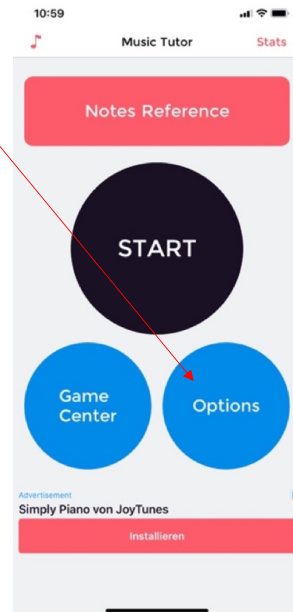 10:59
Music Tutor
Stats
Notes Reference
START
Game
Center
Options
Advertisement
Simply Piano von JoyTunes
Installieren